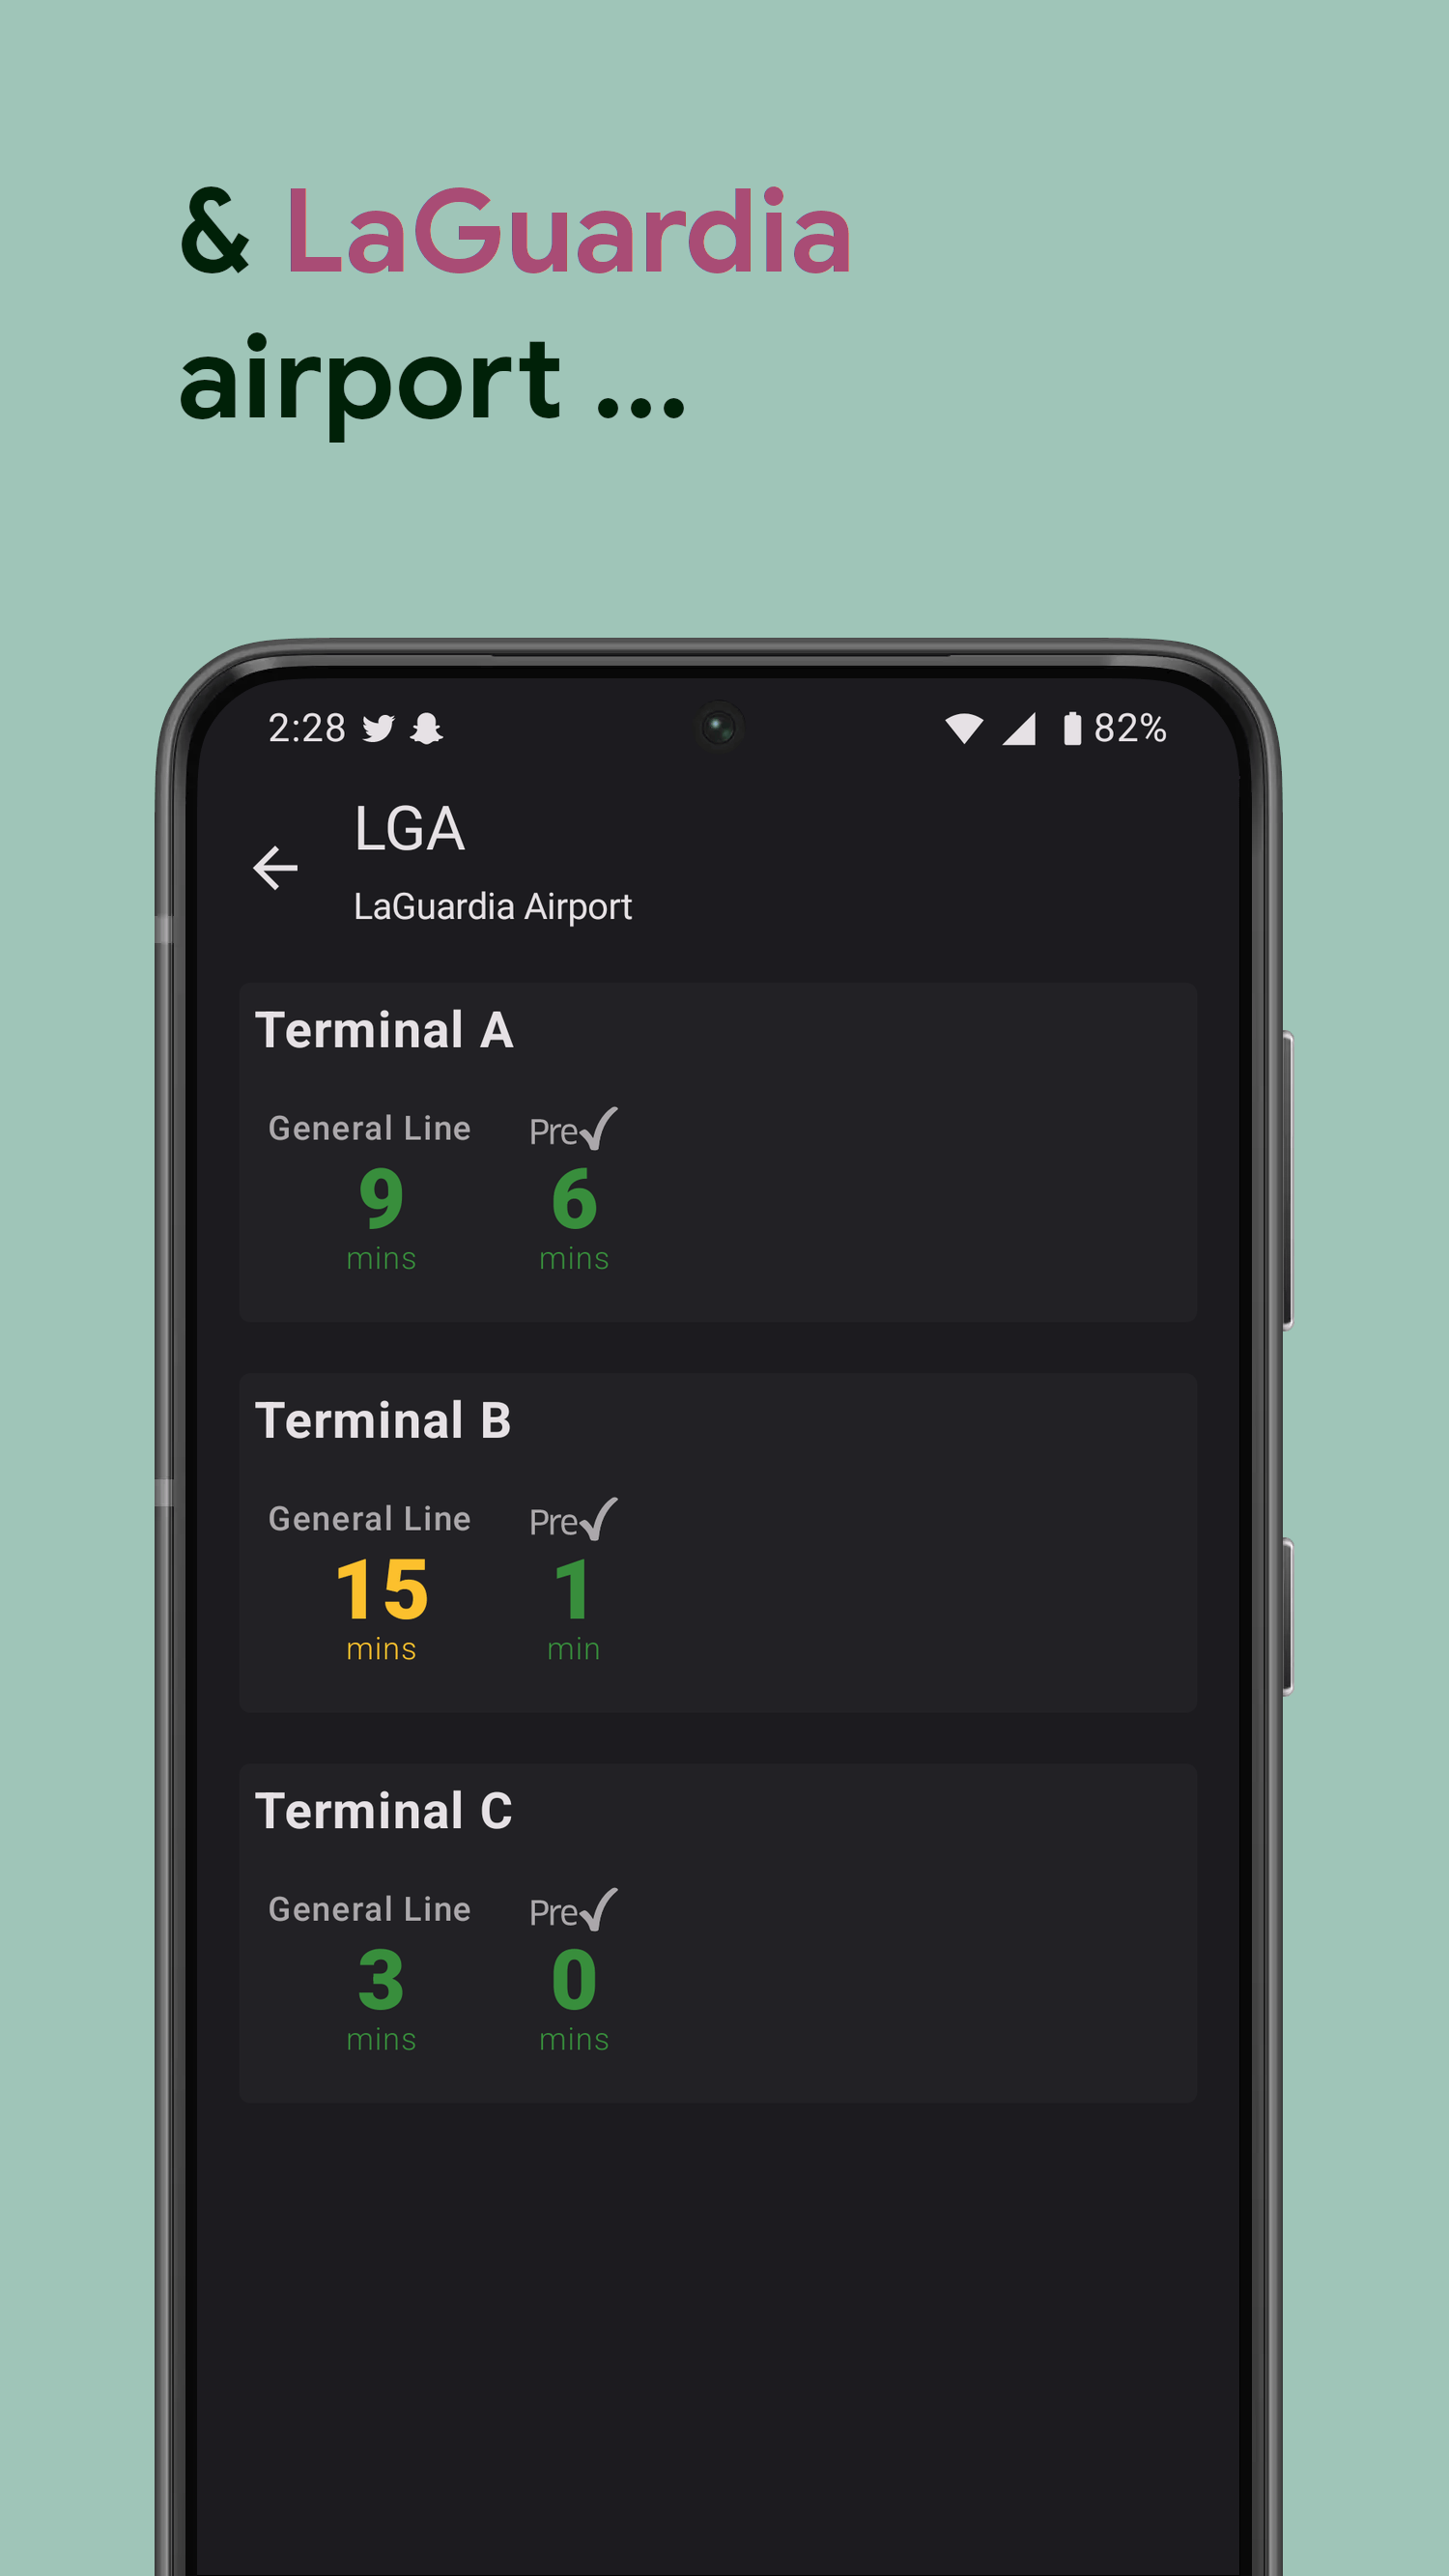 & LaGuardia
airport ...
2:28 82%
LGA
LaGuardia Airport
Terminal A
General Line Pre✓
9 6
mins mins
Terminal B
General Line Pre✓
15 1
mins min
Terminal C
General Line Pre✓
3 0
mins mins